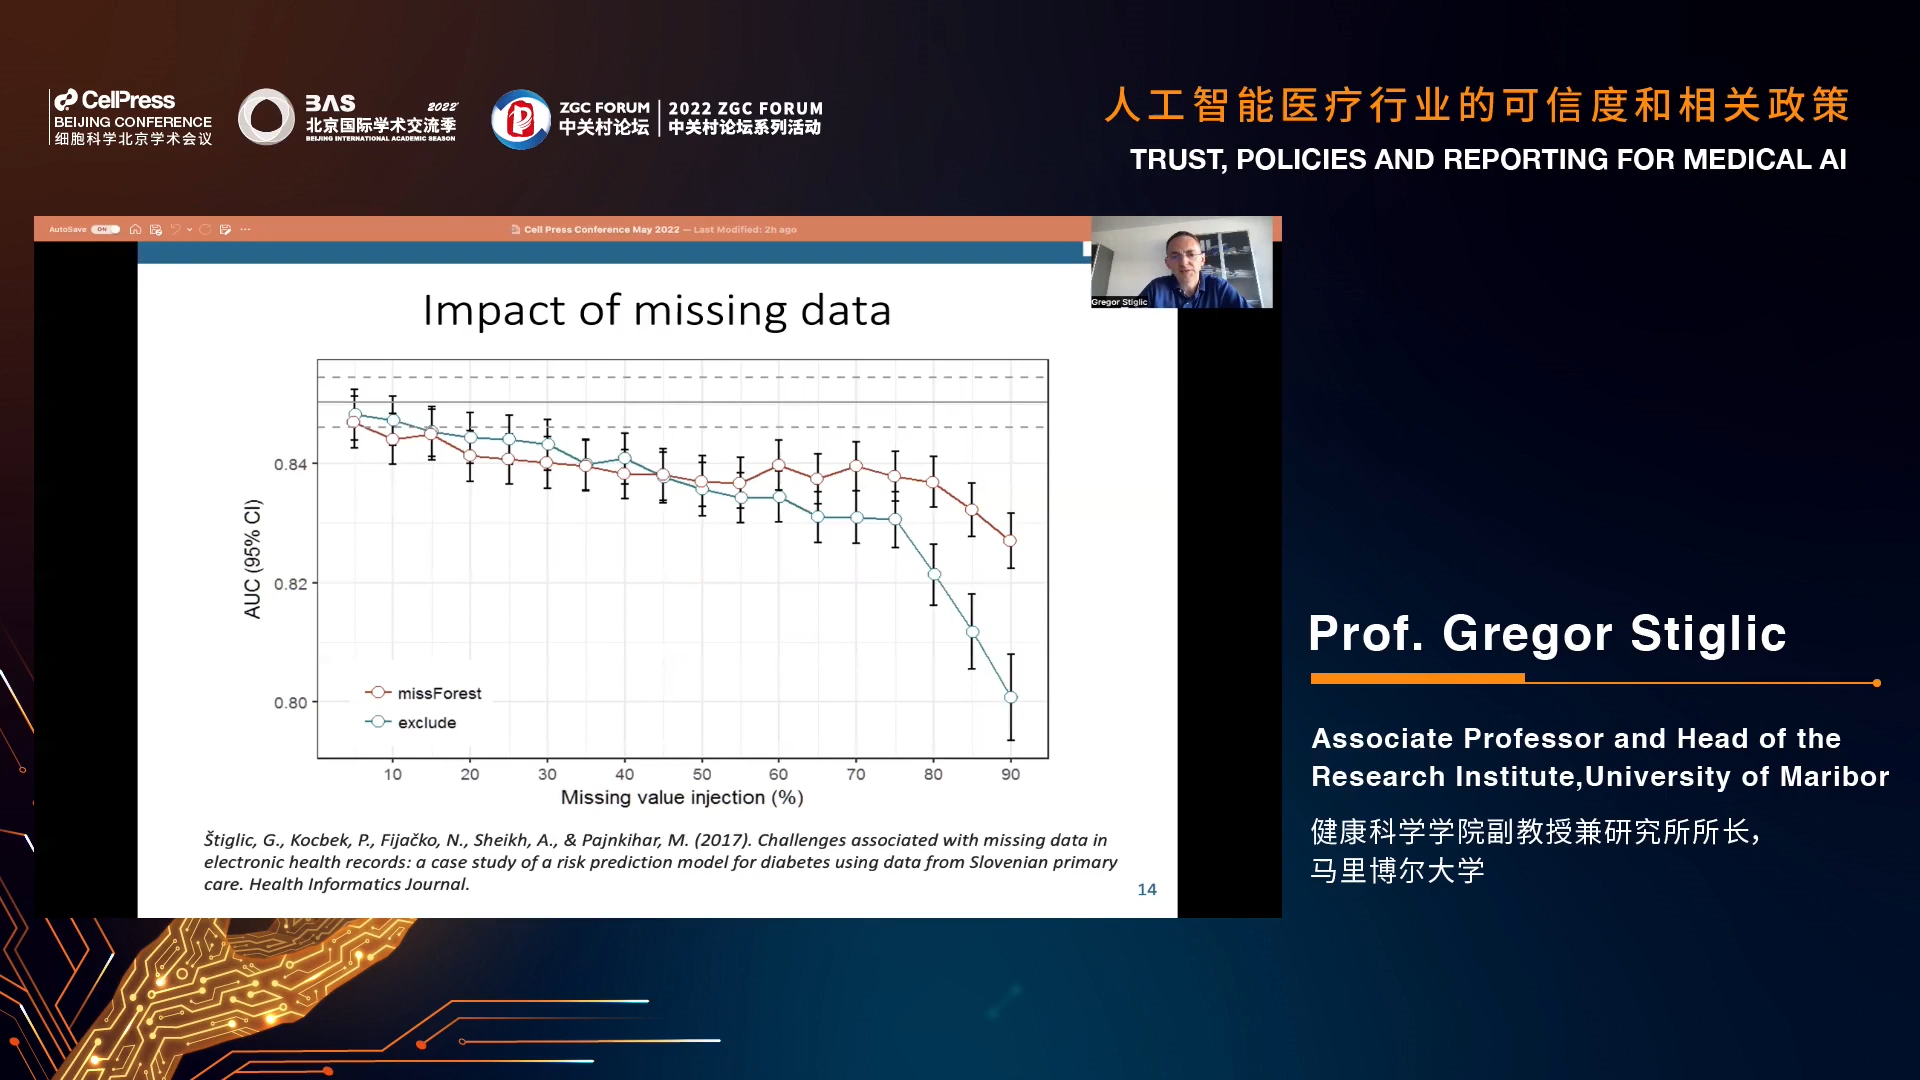 CellPress
BEIJING CONFERENCE
细胞科学北京学术会议
BAS 2022
北京国际学术交流季
BEIJING INTERNATIONAL ACADEMIC SEASON
ZGC FORUM
中关村论坛
2022 ZGC FORUM
中关村论坛系列活动
人工智能医疗行业的可信度和相关政策
TRUST, POLICIES AND REPORTING FOR MEDICAL AI
AutoSave ON
Cell Press Conference May 2022 — Last Modified: 2h ago
Gregor Stiglic
Impact of missing data
0.84
0.82
0.80
AUC (95% CI)
missForest
exclude
10 20 30 40 50 60 70 80 90
Missing value injection (%)
Štiglic, G., Kocbek, P., Fijačko, N., Sheikh, A., & Pajnkihar, M. (2017). Challenges associated with missing data in
electronic health records: a case study of a risk prediction model for diabetes using data from Slovenian primary
care. Health Informatics Journal.
14
Prof. Gregor Stiglic
Associate Professor and Head of the
Research Institute,University of Maribor
健康科学学院副教授兼研究所所长，
马里博尔大学